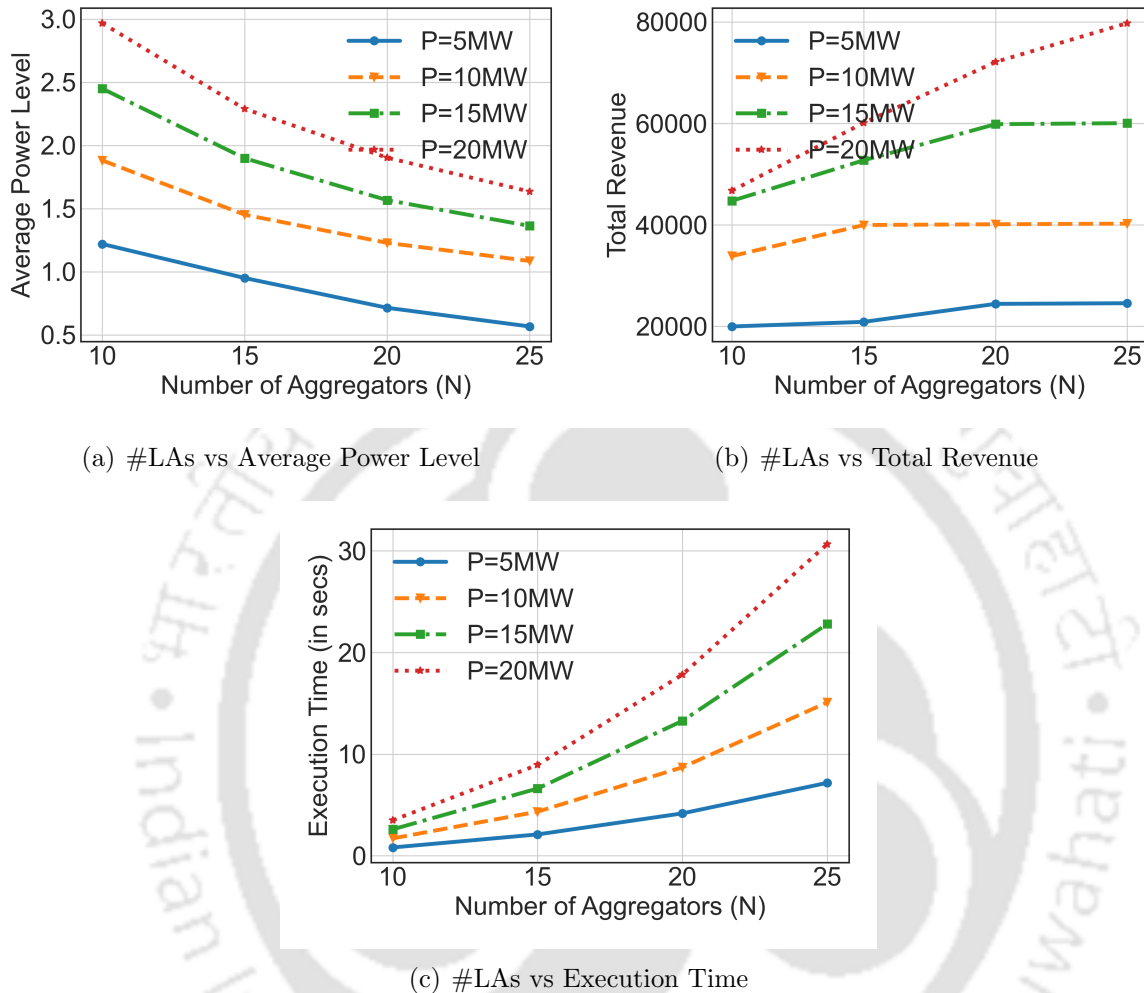 3.0
2.5
2.0
1.5
1.0
0.5
Average Power Level
P=5MW
P=10MW
P=15MW
P=20MW
10 15 20 25
Number of Aggregators (N)
(a) #LAs vs Average Power Level
80000
60000
40000
20000
Total Revenue
P=5MW
P=10MW
P=15MW
P=20MW
10 15 20 25
Number of Aggregators (N)
(b) #LAs vs Total Revenue
30
20
10
0
Execution Time (in secs)
P=5MW
P=10MW
P=15MW
P=20MW
10 15 20 25
Number of Aggregators (N)
(c) #LAs vs Execution Time
Indian